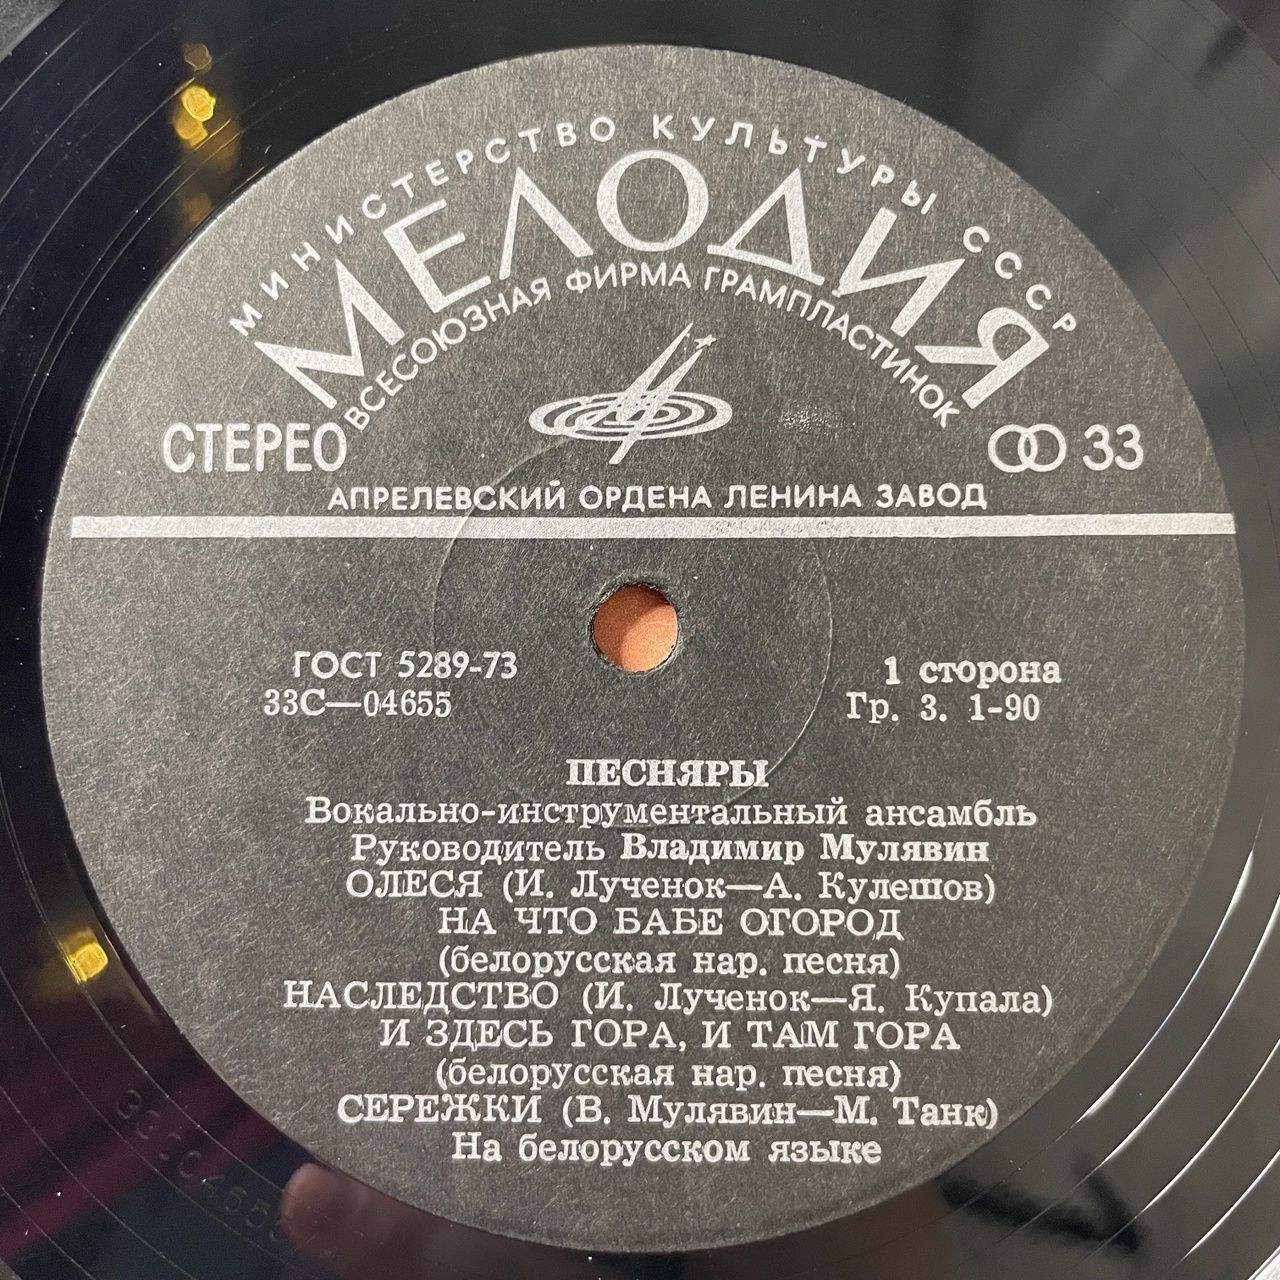 МИНИСТЕРСТВО КУЛЬТУРЫ СССР
МЕЛОДИЯ
ВСЕСОЮЗНАЯ ФИРМА ГРАМПЛАСТИНОК
СТЕРЕО
33
АПРЕЛЕВСКИЙ ОРДЕНА ЛЕНИНА ЗАВОД
ГОСТ 5289-73
33С—04655
1 сторона
Гр. 3. 1-90
ПЕСНЯРЫ
Вокально-инструментальный ансамбль
Руководитель Владимир Мулявин
ОЛЕСЯ (И. Лученок—А. Кулешов)
НА ЧТО БАБЕ ОГОРОД
(белорусская нар. песня)
НАСЛЕДСТВО (И. Лученок—Я. Купала)
И ЗДЕСЬ ГОРА, И ТАМ ГОРА
(белорусская нар. песня)
СЕРЕЖКИ (В. Мулявин—М. Танк)
На белорусском языке